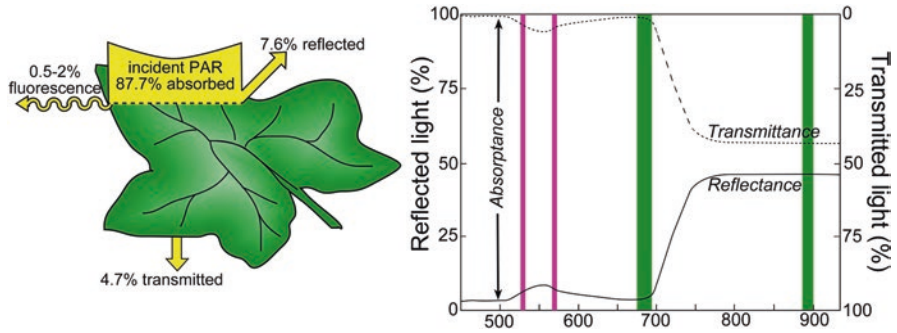 7.6% reflected
incident PAR
87.7% absorbed
0.5-2%
fluorescence
4.7% transmitted
Reflected light (%)
100
75
50
25
0
Absorptance
Transmittance
Reflectance
500
600
700
800
900
0
25
50
75
100
Transmitted light (%)